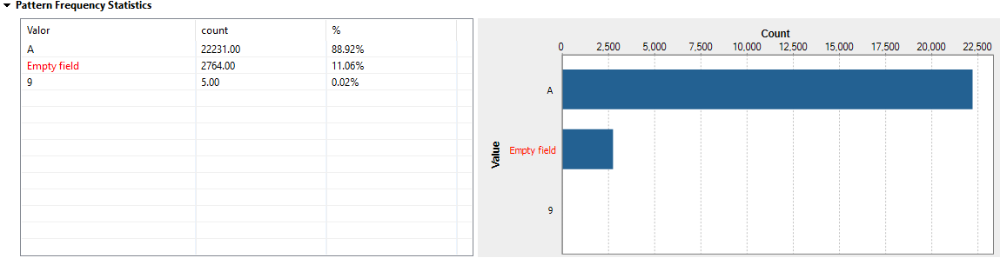 Pattern Frequency Statistics
Valor count %
A 22231.00 88.92%
Empty field 2764.00 11.06%
9 5.00 0.02%
Count
0 2,500 5,000 7,500 10,000 12,500 15,000 17,500 20,000 22,500
A
Empty field
9
Value